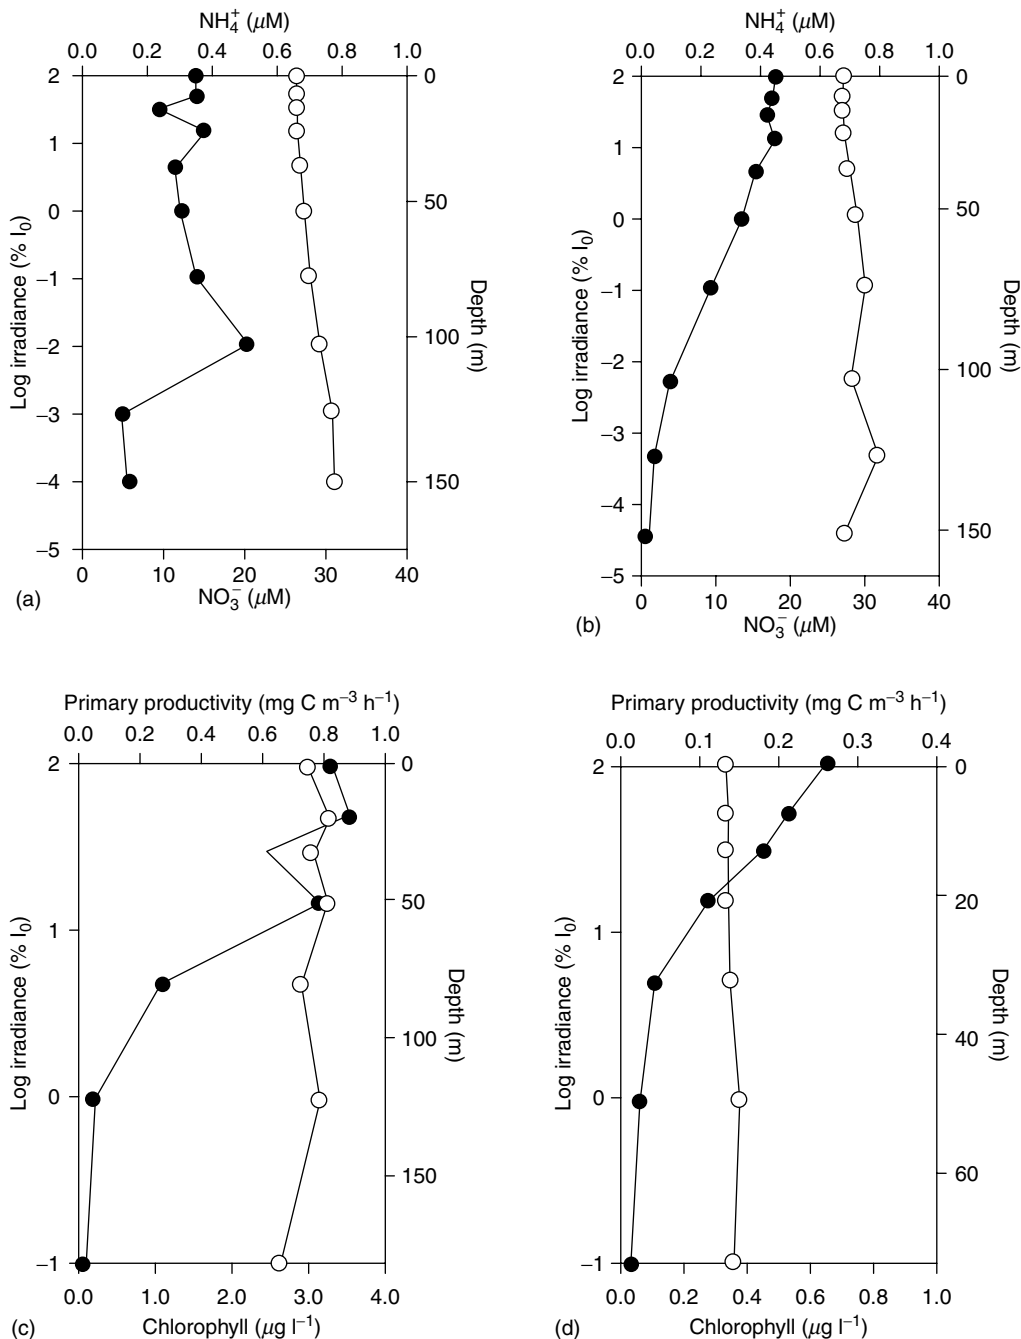 NH₄⁺ (μM)
0.0 0.2 0.4 0.6 0.8 1.0
2
1
0
−1
−2
−3
−4
−5
Log irradiance (% I₀)
0
50
100
150
Depth (m)
0 10 20 30 40
NO₃⁻ (μM)
(a)
NH₄⁺ (μM)
0.0 0.2 0.4 0.6 0.8 1.0
2
1
0
−1
−2
−3
−4
−5
Log irradiance (% I₀)
0
50
100
150
Depth (m)
0 10 20 30 40
NO₃⁻ (μM)
(b)
Primary productivity (mg C m⁻³ h⁻¹)
0.0 0.2 0.4 0.6 0.8 1.0
2
1
0
−1
Log irradiance (% I₀)
0
50
100
150
Depth (m)
0.0 1.0 2.0 3.0 4.0
Chlorophyll (μg l⁻¹)
(c)
Primary productivity (mg C m⁻³ h⁻¹)
0.0 0.1 0.2 0.3 0.4
2
1
0
−1
Log irradiance (% I₀)
0
20
40
60
Depth (m)
0.0 0.2 0.4 0.6 0.8 1.0
Chlorophyll (μg l⁻¹)
(d)